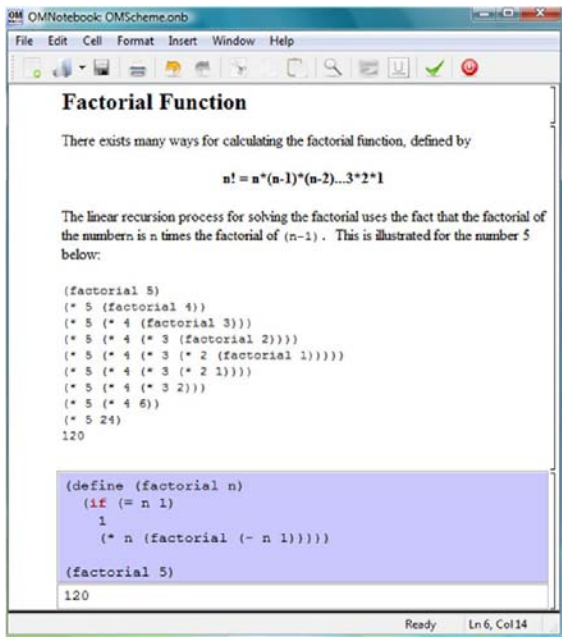 OMNotebook: OMScheme.onb
File Edit Cell Format Insert Window Help
Factorial Function
There exists many ways for calculating the factorial function, defined by
n! = n*(n-1)*(n-2)...3*2*1
The linear recursion process for solving the factorial uses the fact that the factorial of
the numbern is n times the factorial of (n-1) . This is illustrated for the number 5
below:
(factorial 5)
(* 5 (factorial 4))
(* 5 (* 4 (factorial 3)))
(* 5 (* 4 (* 3 (factorial 2))))
(* 5 (* 4 (* 3 (* 2 (factorial 1)))))
(* 5 (* 4 (* 3 (* 2 1))))
(* 5 (* 4 (* 3 2)))
(* 5 (* 4 6))
(* 5 24)
120
(define (factorial n)
(if (= n 1)
1
(* n (factorial (- n 1)))))
(factorial 5)
120
Ready Ln 6, Col 14